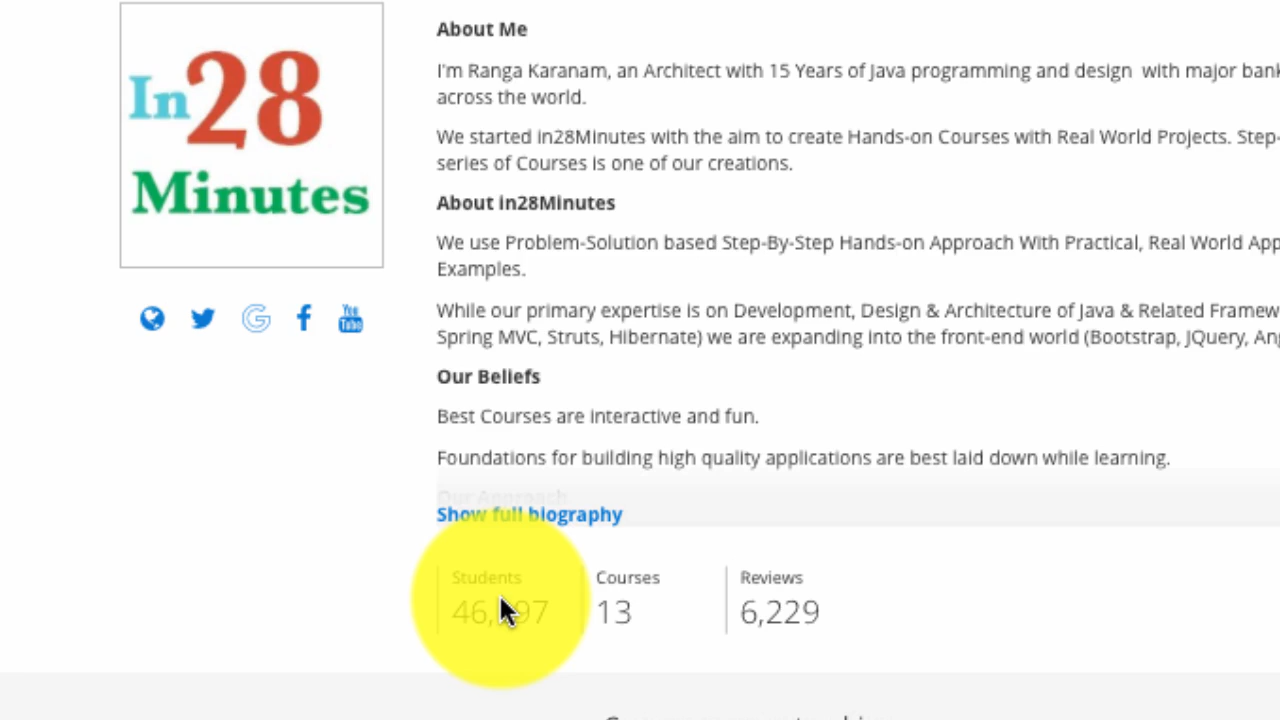 In28
Minutes
About Me
I'm Ranga Karanam, an Architect with 15 Years of Java programming and design with major bank
across the world.
We started in28Minutes with the aim to create Hands-on Courses with Real World Projects. Step-
series of Courses is one of our creations.
About in28Minutes
We use Problem-Solution based Step-By-Step Hands-on Approach With Practical, Real World App
Examples.
While our primary expertise is on Development, Design & Architecture of Java & Related Framew
Spring MVC, Struts, Hibernate) we are expanding into the front-end world (Bootstrap, JQuery, An
Our Beliefs
Best Courses are interactive and fun.
Foundations for building high quality applications are best laid down while learning.
Our Approach
Show full biography
Students
Courses
13
Reviews
6,229